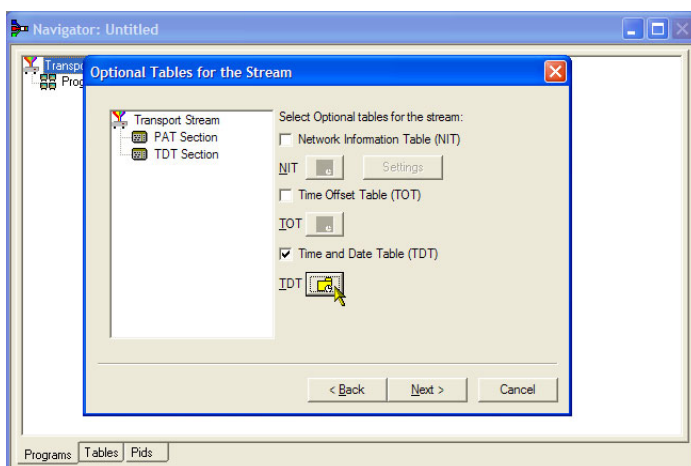 Navigator: Untitled
Transpo
Prog
Optional Tables for the Stream
Transport Stream
PAT Section
TDT Section
Select Optional tables for the stream:
Network Information Table (NIT)
NIT
Settings
Time Offset Table (TOT)
TOT
Time and Date Table (TDT)
TDT
< Back
Next >
Cancel
Programs
Tables
Pids